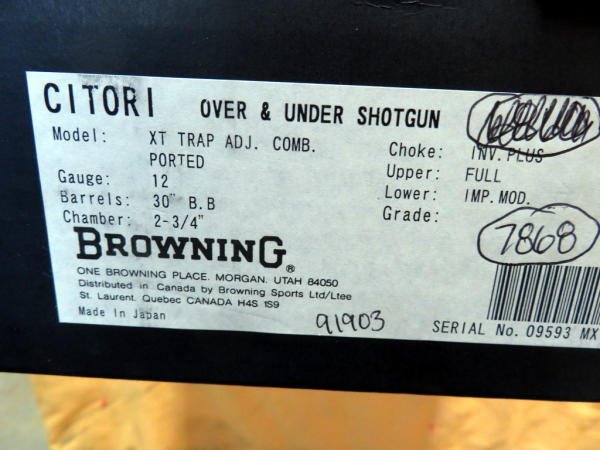 CITORI OVER & UNDER SHOTGUN
Model: XT TRAP ADJ. COMB.
PORTED
Gauge: 12
Barrels: 30" B.B
Chamber: 2-3/4"
Choke: INV.PLUS
Upper: FULL
Lower: IMP.MOD.
Grade:
7868
BROWNING®
ONE BROWNING PLACE. MORGAN. UTAH 84050
Distributed in Canada by Browning Sports Ltd/Ltee
St. Laurent. Quebec CANADA H4S 1S9
Made In Japan
91903
SERIAL No. 09593 MX